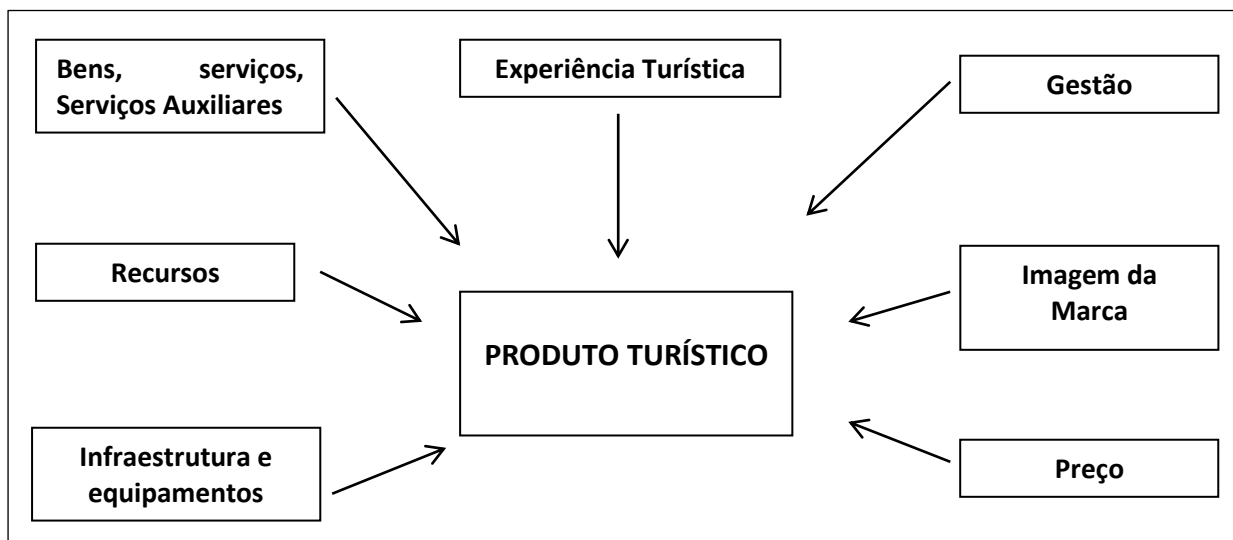 Bens, serviços,
Serviços Auxiliares
Experiência Turística
Gestão
Recursos
Imagem da
Marca
PRODUTO TURÍSTICO
Infraestrutura e
equipamentos
Preço